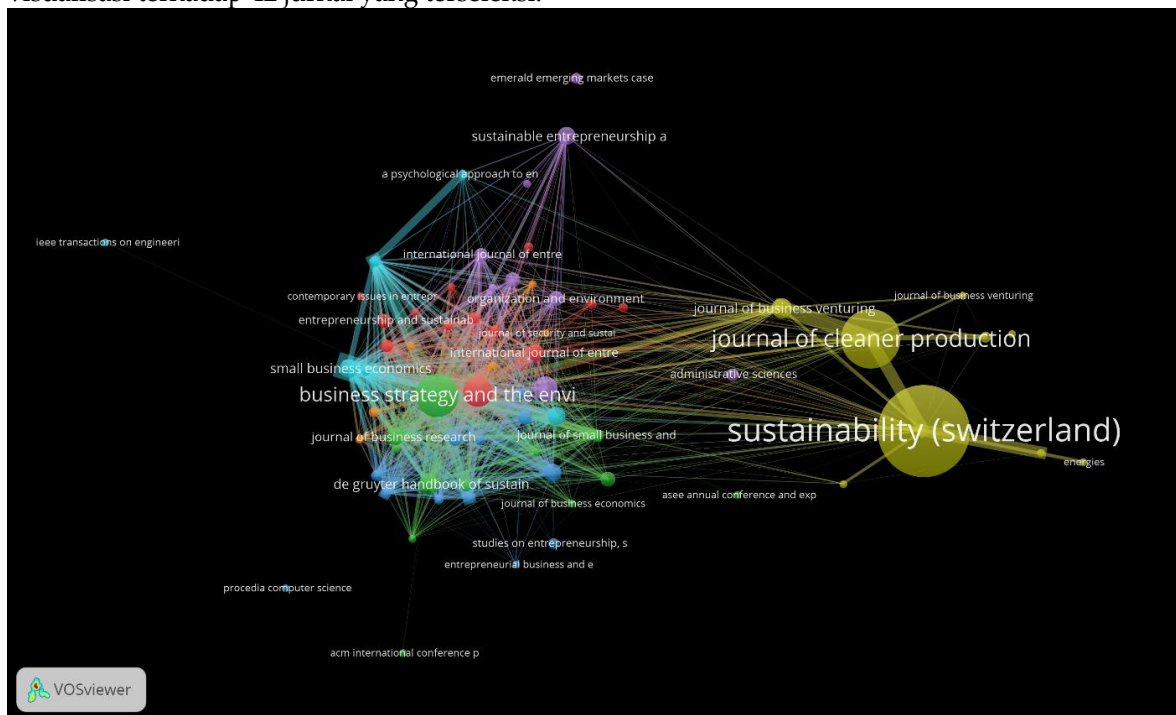 visualisasi terhadap 42 jurnal yang terseleksi.
emerald emerging markets case
sustainable entrepreneurship a
a psychological approach to en
ieee transactions on engineeri
international journal of entre
contemporary issues in entrepr
organization and environment
journal of business venturing
journal of business venturing
entrepreneurship and sustainab
journal of security and sustai
journal of cleaner production
international journal of entre
small business economics
administrative sciences
business strategy and the envi
sustainability (switzerland)
journal of business research
journal of small business and
energies
de gruyter handbook of sustain
asee annual conference and exp
journal of business economics
studies on entrepreneurship, s
entrepreneurial business and e
procedia computer science
acm international conference p
VOSviewer